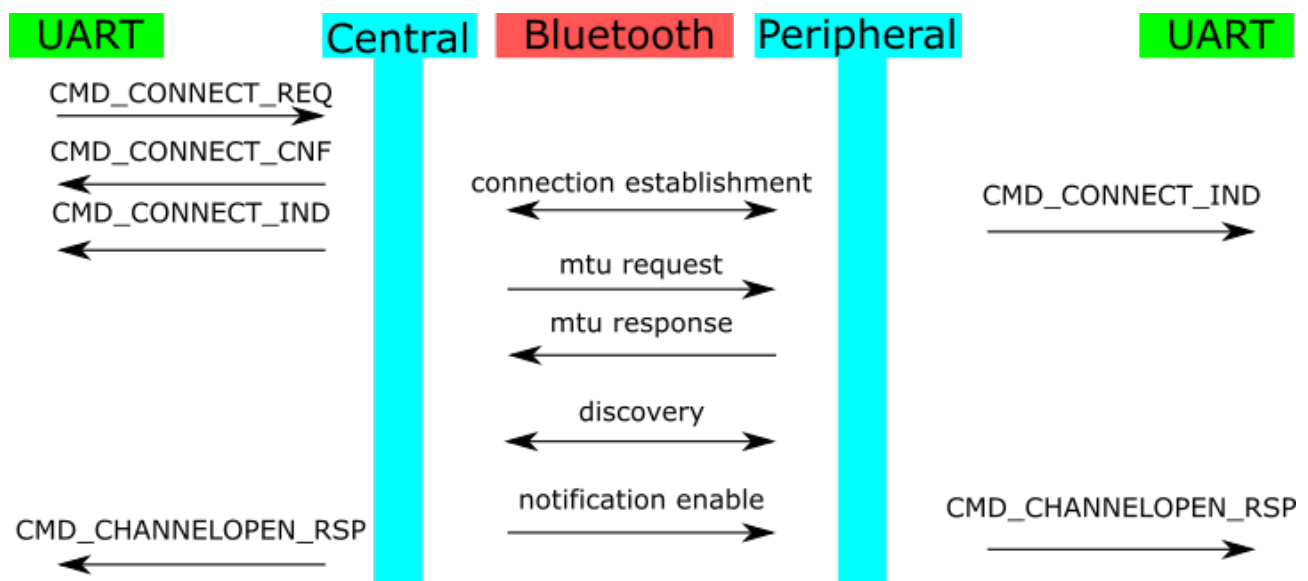 UART Central Bluetooth Peripheral UART
CMD_CONNECT_REQ
CMD_CONNECT_CNF
connection establishment
CMD_CONNECT_IND
CMD_CONNECT_IND
mtu request
mtu response
discovery
notification enable
CMD_CHANNELOPEN_RSP
CMD_CHANNELOPEN_RSP